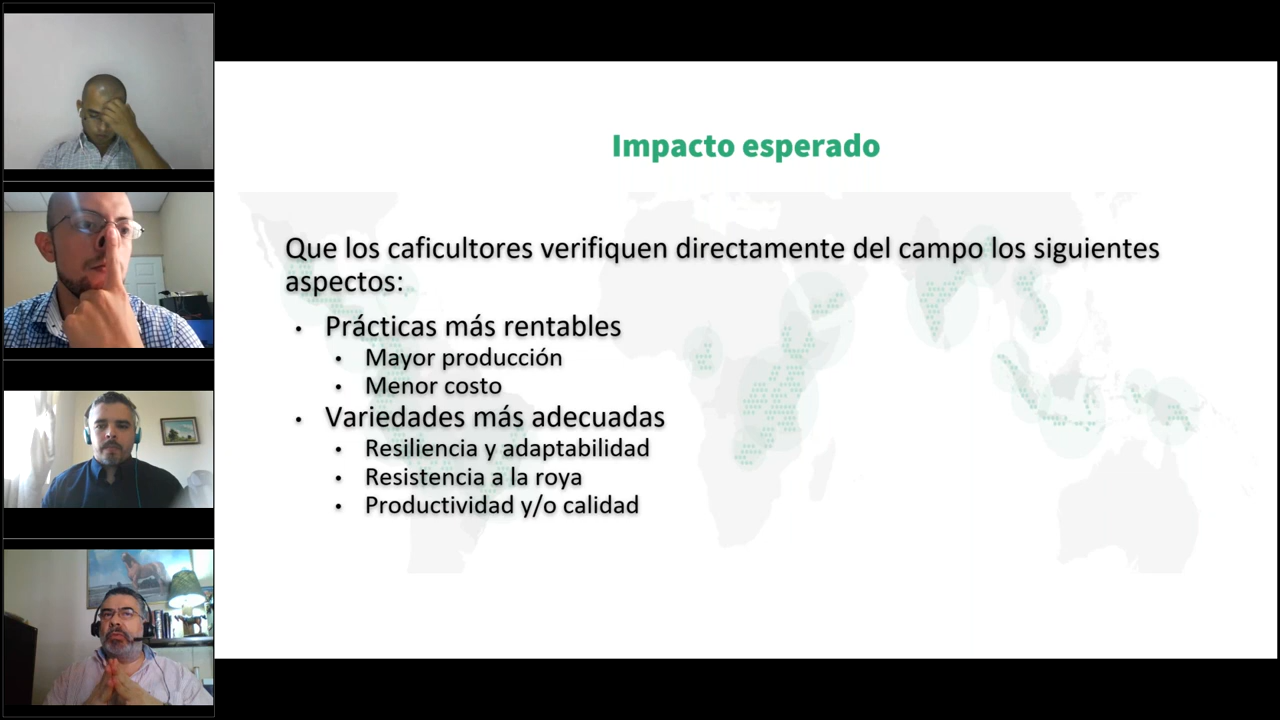 Impacto esperado
Que los caficultores verifiquen directamente del campo los siguientes
aspectos:
• Prácticas más rentables
• Mayor producción
• Menor costo
• Variedades más adecuadas
• Resiliencia y adaptabilidad
• Resistencia a la roya
• Productividad y/o calidad